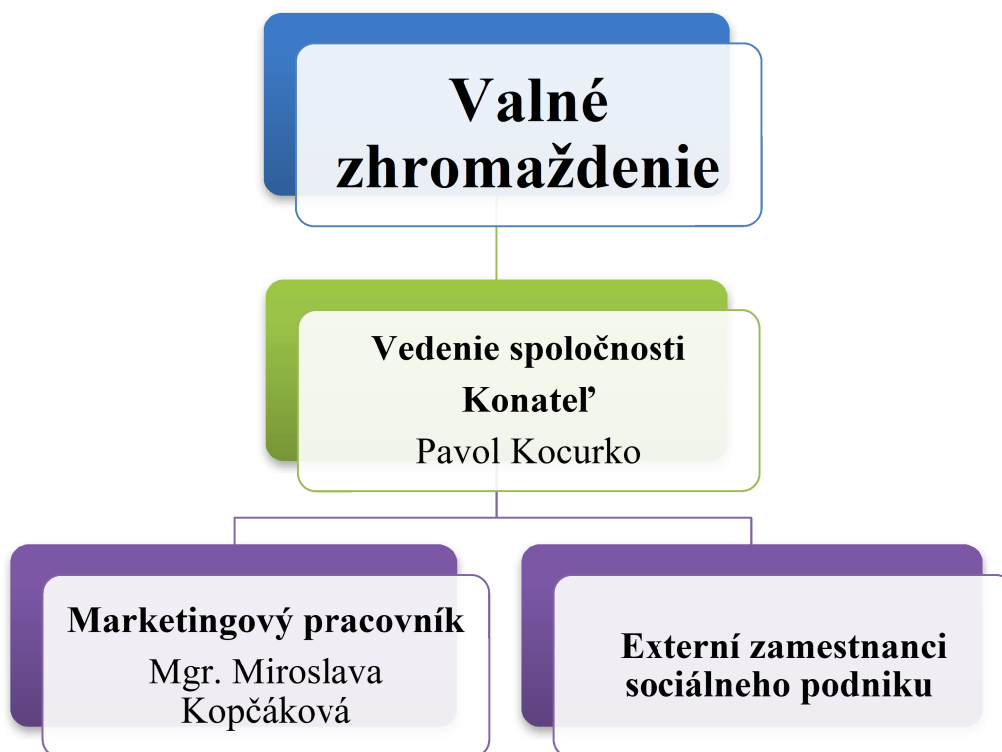 Valné
zhromaždenie
Vedenie spoločnosti
Konateľ
Pavol Kocurko
Marketingový pracovník
Mgr. Miroslava
Kopčáková
Externí zamestnanci
sociálneho podniku